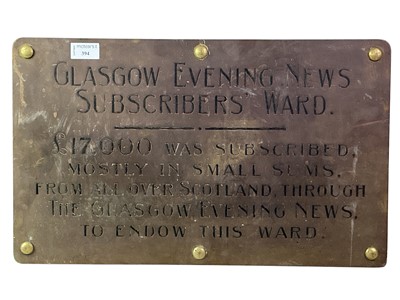 394
GLASGOW EVENING NEWS
SUBSCRIBERS' WARD.
£17,000 WAS SUBSCRIBED,
MOSTLY IN SMALL SUMS,
FROM ALL OVER SCOTLAND, THROUGH
THE GLASGOW EVENING NEWS,
TO ENDOW THIS WARD.